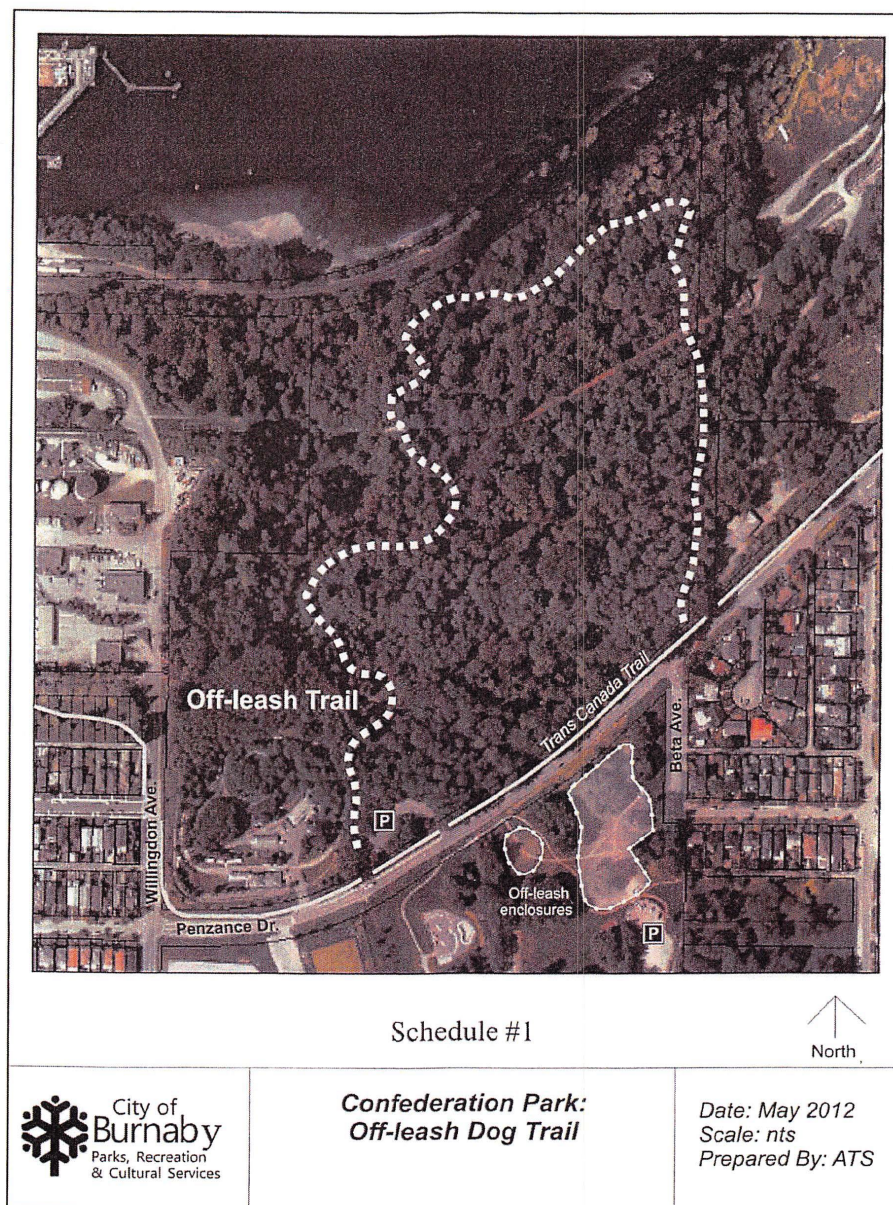 Off-leash Trail
Trans Canada Trail
Beta Ave.
Willingdon Ave.
P
Off-leash
enclosures
P
Penzance Dr.
Schedule #1
North
City of
Burnaby
Parks, Recreation
& Cultural Services
Confederation Park:
Off-leash Dog Trail
Date: May 2012
Scale: nts
Prepared By: ATS